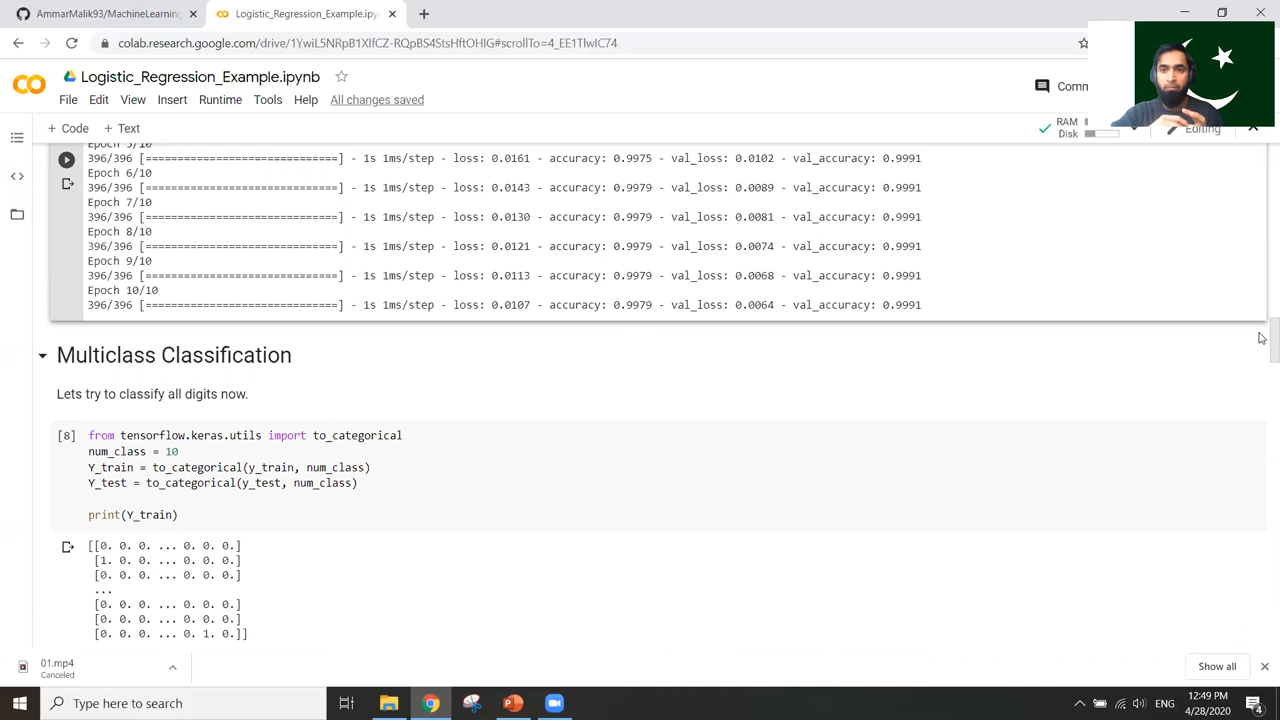 AmmarMalik93/MachineLearning
Logistic_Regression_Example.ipyn
colab.research.google.com/drive/1YwiL5NRpB1XIfCZ-RQpBS4StsHftOHIG#scrollTo=4_EE1TlwIC74
Logistic_Regression_Example.ipynb
File Edit View Insert Runtime Tools Help All changes saved
Comm
+ Code + Text
RAM
Disk
Editing
Epoch 5/10
396/396 [==============================] - 1s 1ms/step - loss: 0.0161 - accuracy: 0.9975 - val_loss: 0.0102 - val_accuracy: 0.9991
Epoch 6/10
396/396 [==============================] - 1s 1ms/step - loss: 0.0143 - accuracy: 0.9979 - val_loss: 0.0089 - val_accuracy: 0.9991
Epoch 7/10
396/396 [==============================] - 1s 1ms/step - loss: 0.0130 - accuracy: 0.9979 - val_loss: 0.0081 - val_accuracy: 0.9991
Epoch 8/10
396/396 [==============================] - 1s 1ms/step - loss: 0.0121 - accuracy: 0.9979 - val_loss: 0.0074 - val_accuracy: 0.9991
Epoch 9/10
396/396 [==============================] - 1s 1ms/step - loss: 0.0113 - accuracy: 0.9979 - val_loss: 0.0068 - val_accuracy: 0.9991
Epoch 10/10
396/396 [==============================] - 1s 1ms/step - loss: 0.0107 - accuracy: 0.9979 - val_loss: 0.0064 - val_accuracy: 0.9991
Multiclass Classification
Lets try to classify all digits now.
[8] from tensorflow.keras.utils import to_categorical
num_class = 10
Y_train = to_categorical(y_train, num_class)
Y_test = to_categorical(y_test, num_class)
print(Y_train)
[[0. 0. 0. ... 0. 0. 0.]
[1. 0. 0. ... 0. 0. 0.]
[0. 0. 0. ... 0. 0. 0.]
...
[0. 0. 0. ... 0. 0. 0.]
[0. 0. 0. ... 0. 0. 0.]
[0. 0. 0. ... 0. 1. 0.]]
01.mp4
Canceled
Show all
Type here to search
ENG
12:49 PM
4/28/2020
4